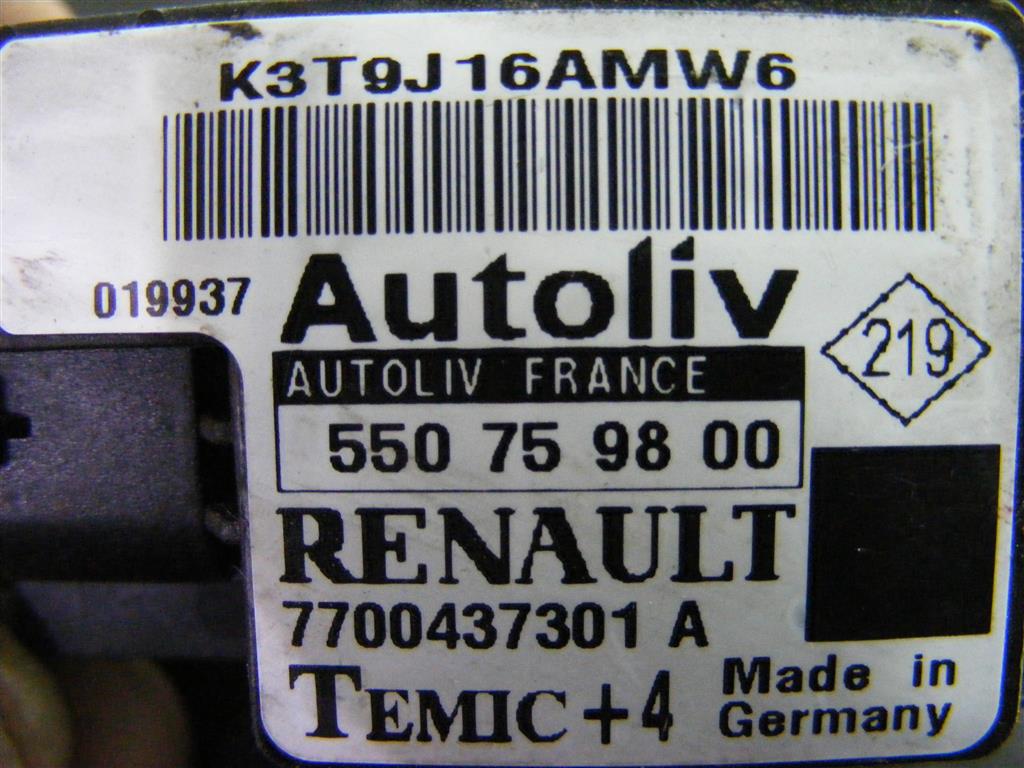 K3T9J16AMW6
019937
Autoliv
219
AUTOLIV FRANCE
550 75 98 00
RENAULT
7700437301 A
TEMIC +4
Made in
Germany